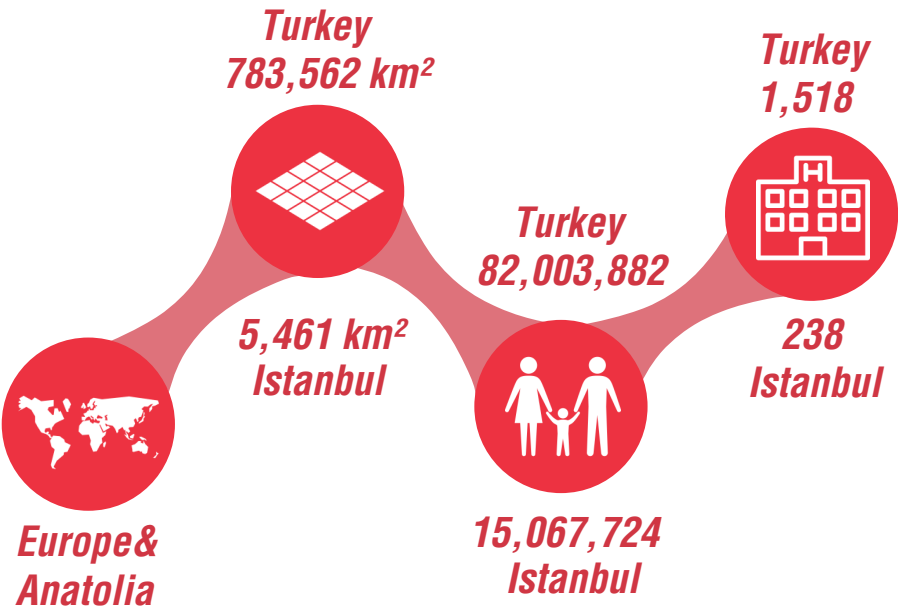 Turkey
783,562 km²
Turkey
1,518
H
Turkey
82,003,882
5,461 km²
Istanbul
238
Istanbul
Europe&
Anatolia
15,067,724
Istanbul